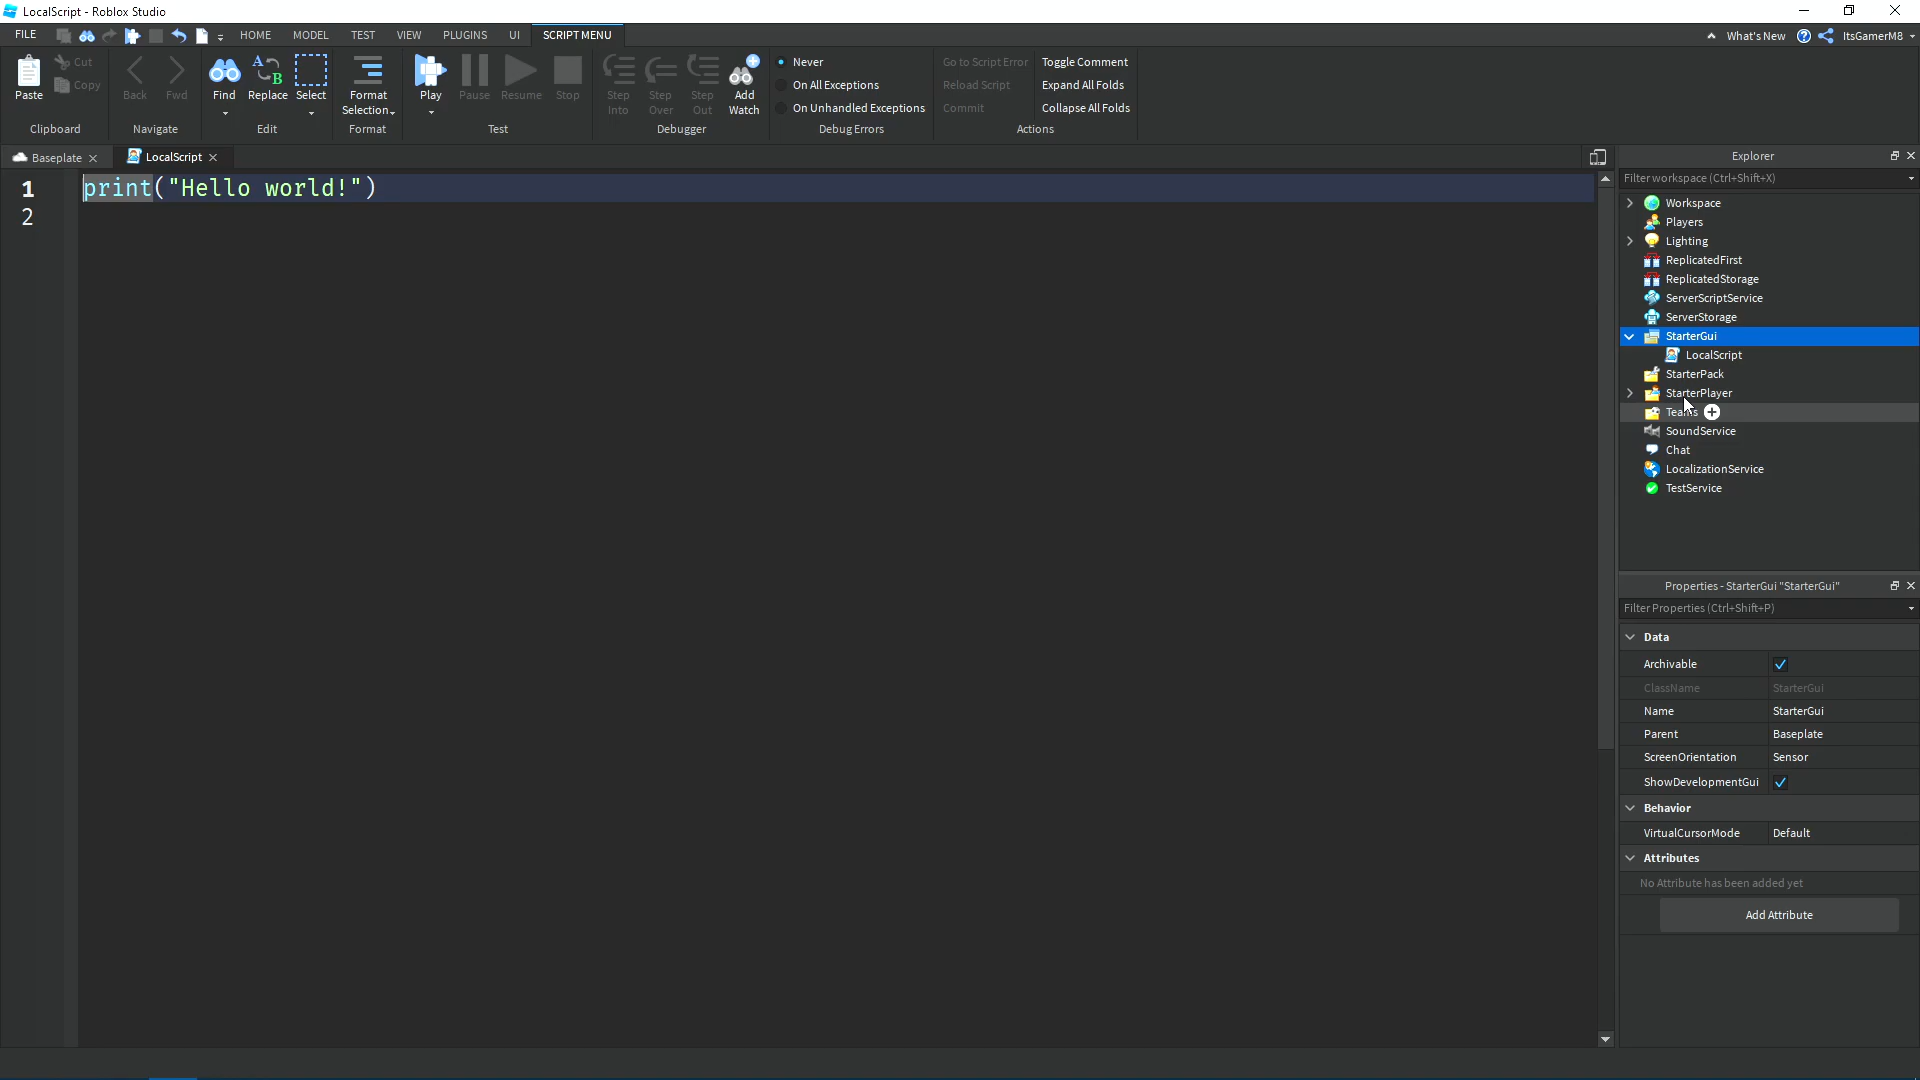 LocalScript - Roblox Studio
FILE HOME MODEL TEST VIEW PLUGINS UI SCRIPT MENU What's New ItsGamerM8
Paste Cut Copy
Clipboard
Back Fwd
Navigate
Find Replace Select
Edit
Format Selection
Format
Play Pause Resume Stop
Test
Step Into Step Over Step Out Add Watch
Debugger
Never
On All Exceptions
On Unhandled Exceptions
Debug Errors
Go to Script Error Toggle Comment
Reload Script Expand All Folds
Commit Collapse All Folds
Actions
Baseplate LocalScript
1 print("Hello world!")
2
Explorer
Filter workspace (Ctrl+Shift+X)
Workspace
Players
Lighting
ReplicatedFirst
ReplicatedStorage
ServerScriptService
ServerStorage
StarterGui
LocalScript
StarterPack
StarterPlayer
Teams
SoundService
Chat
LocalizationService
TestService
Properties - StarterGui "StarterGui"
Filter Properties (Ctrl+Shift+P)
Data
Archivable
ClassName StarterGui
Name StarterGui
Parent Baseplate
ScreenOrientation Sensor
ShowDevelopmentGui
Behavior
VirtualCursorMode Default
Attributes
No Attribute has been added yet
Add Attribute